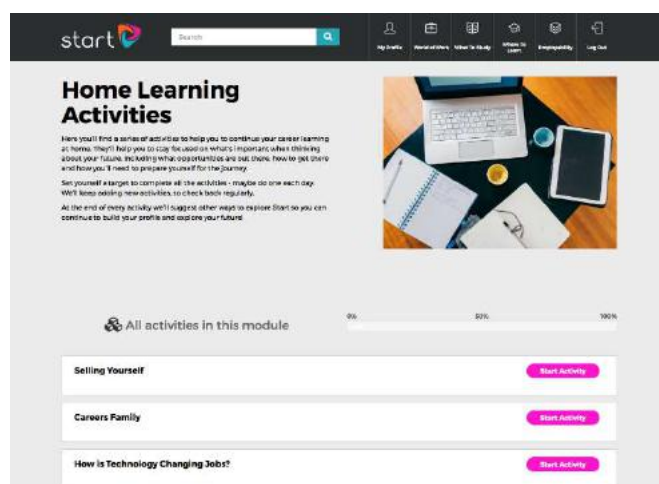 start
Search
My Profile
World of Work
What To Study
Where To Learn
Employability
Log Out
Home Learning
Activities
Here you'll find a series of activities to help you to continue your career learning
at home. They'll help you to stay focused on what's important when thinking
about your future, including what opportunities are out there, how to get there
and how you'll need to prepare yourself for the journey.
Set yourself a target to complete all the activities - maybe do one each day.
We'll keep adding new activities, so check back regularly.
At the end of every activity we'll suggest other ways to explore Start so you can
continue to build your profile and explore your future!
All activities in this module
0%
50%
100%
Selling Yourself
Start Activity
Careers Family
Start Activity
How is Technology Changing Jobs?
Start Activity